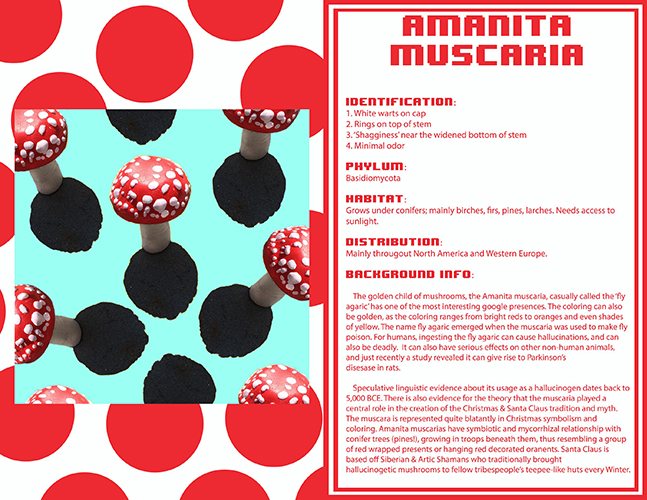 AMANITA
MUSCARIA
IDENTIFICATION:
1. White warts on cap
2. Rings on top of stem
3. 'Shagginess' near the widened bottom of stem
4. Minimal odor
PHYLUM:
Basidiomycota
HABITAT:
Grows under conifers; mainly birches, firs, pines, larches. Needs access to
sunlight.
DISTRIBUTION:
Mainly througout North America and Western Europe.
BACKGROUND INFO:
The golden child of mushrooms, the Amanita muscaria, casually called the 'fly
agaric' has one of the most interesting google presences. The coloring can also
be golden, as the coloring ranges from bright reds to oranges and even shades
of yellow. The name fly agaric emerged when the muscaria was used to make fly
poison. For humans, ingesting the fly agaric can cause hallucinations, and can
also be deadly. It can also have serious effects on other non-human animals,
and just recently a study revealed it can give rise to Parkinson's
disesase in rats.
Speculative linguistic evidence about its usage as a hallucinogen dates back to
5,000 BCE. There is also evidence for the theory that the muscaria played a
central role in the creation of the Christmas & Santa Claus tradition and myth.
The muscara is represented quite blatantly in Christmas symbolism and
coloring. Amanita muscarias have symbiotic and mycorrhizal relationship with
conifer trees (pines!), growing in troops beneath them, thus resembling a group
of red wrapped presents or hanging red decorated oranents. Santa Claus is
based off Siberian & Artic Shamans who traditionally brought
hallucinogetic mushrooms to fellow tribespeople's teepee-like huts every Winter.